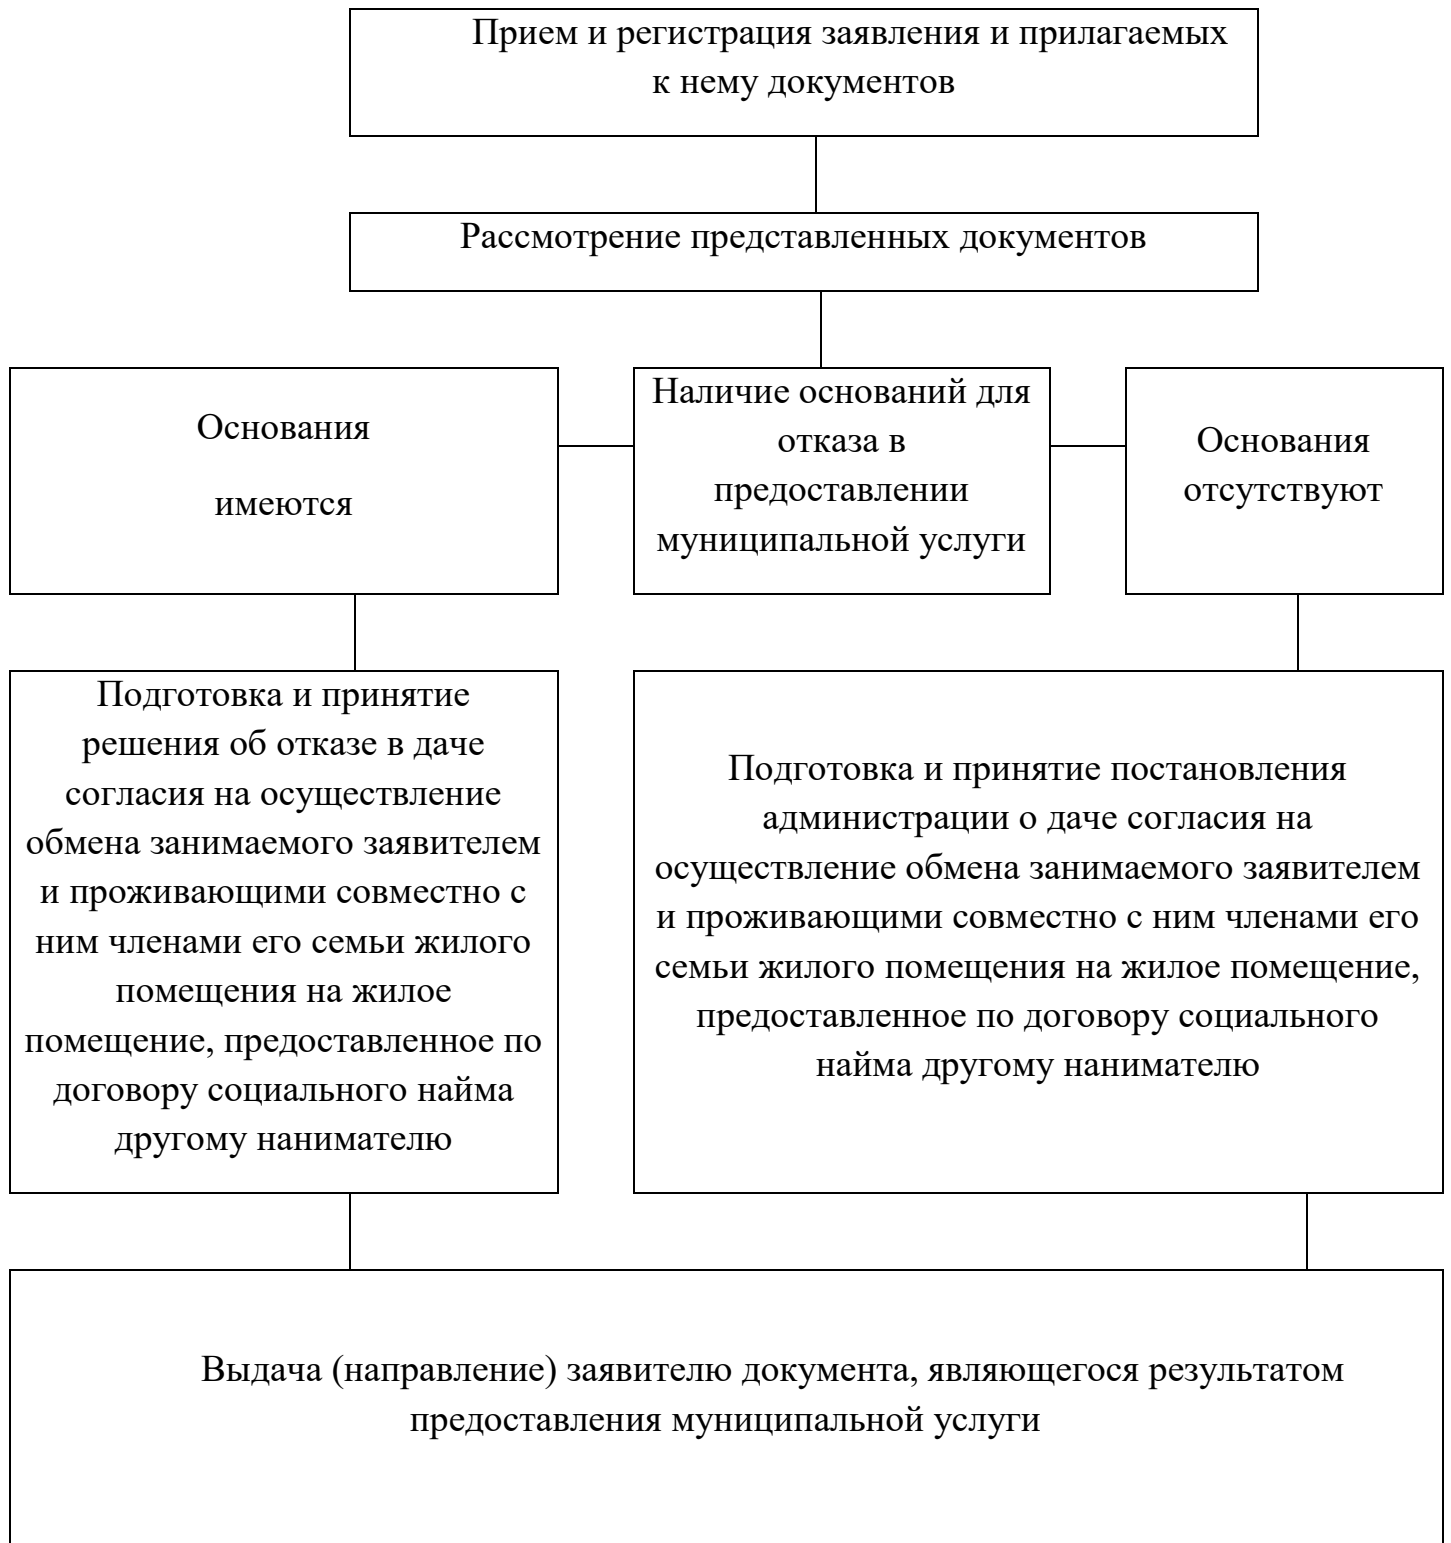 Прием и регистрация заявления и прилагаемых
к нему документов
Рассмотрение представленных документов
Основания
имеются
Наличие оснований для
отказа в
предоставлении
муниципальной услуги
Основания
отсутствуют
Подготовка и принятие
решения об отказе в даче
согласия на осуществление
обмена занимаемого заявителем
и проживающими совместно с
ним членами его семьи жилого
помещения на жилое
помещение, предоставленное по
договору социального найма
другому нанимателю
Подготовка и принятие постановления
администрации о даче согласия на
осуществление обмена занимаемого заявителем
и проживающими совместно с ним членами его
семьи жилого помещения на жилое помещение,
предоставленное по договору социального
найма другому нанимателю
Выдача (направление) заявителю документа, являющегося результатом
предоставления муниципальной услуги